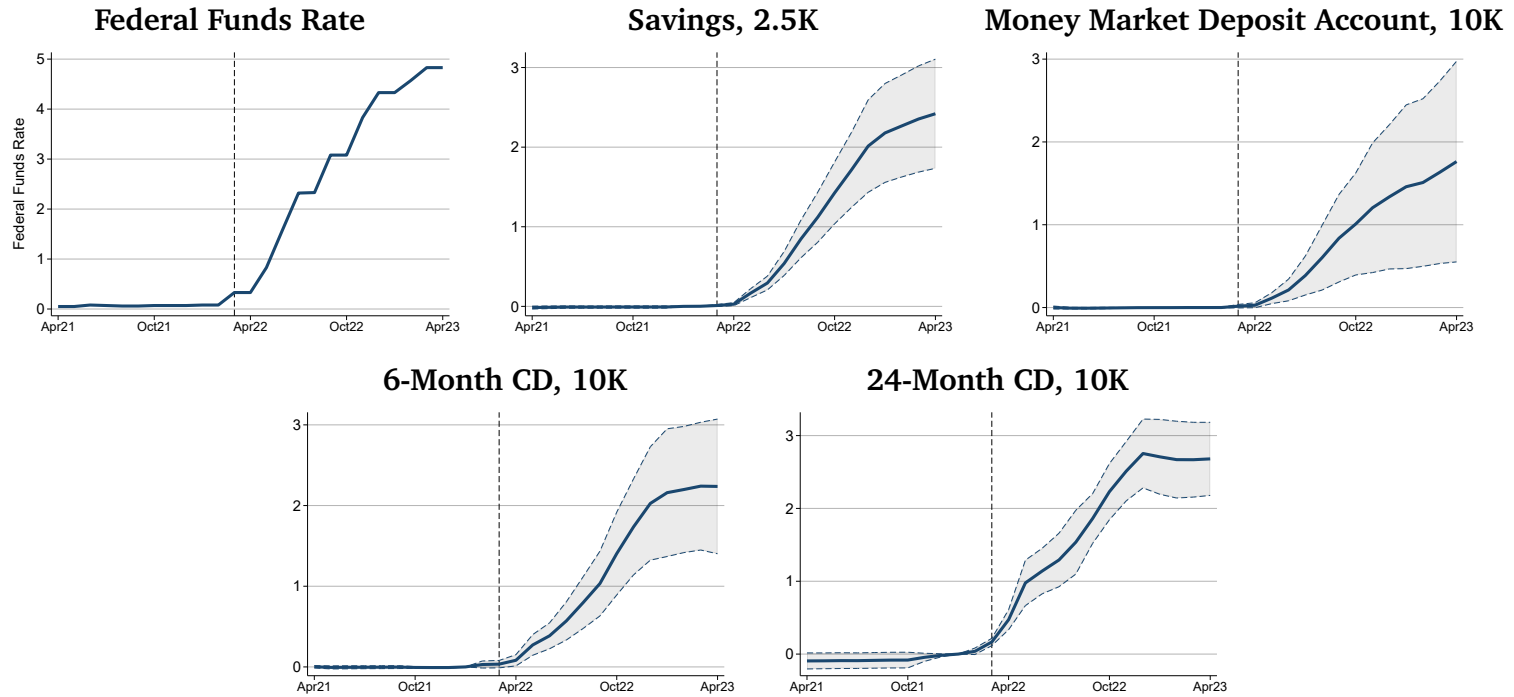 Federal Funds Rate
Savings, 2.5K
Money Market Deposit Account, 10K
Federal Funds Rate
5
4
3
2
1
0
Apr21 Oct21 Apr22 Oct22 Apr23
3
2
1
0
Apr21 Oct21 Apr22 Oct22 Apr23
3
2
1
0
Apr21 Oct21 Apr22 Oct22 Apr23
6-Month CD, 10K
24-Month CD, 10K
3
2
1
0
Apr21 Oct21 Apr22 Oct22 Apr23
3
2
1
0
Apr21 Oct21 Apr22 Oct22 Apr23